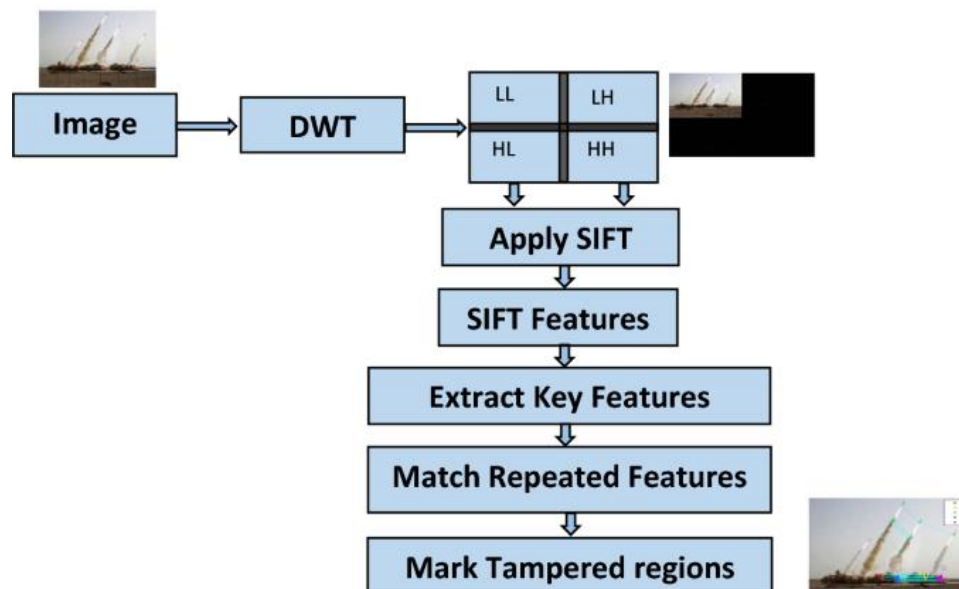 Image
DWT
LL
LH
HL
HH
Apply SIFT
SIFT Features
Extract Key Features
Match Repeated Features
Mark Tampered regions